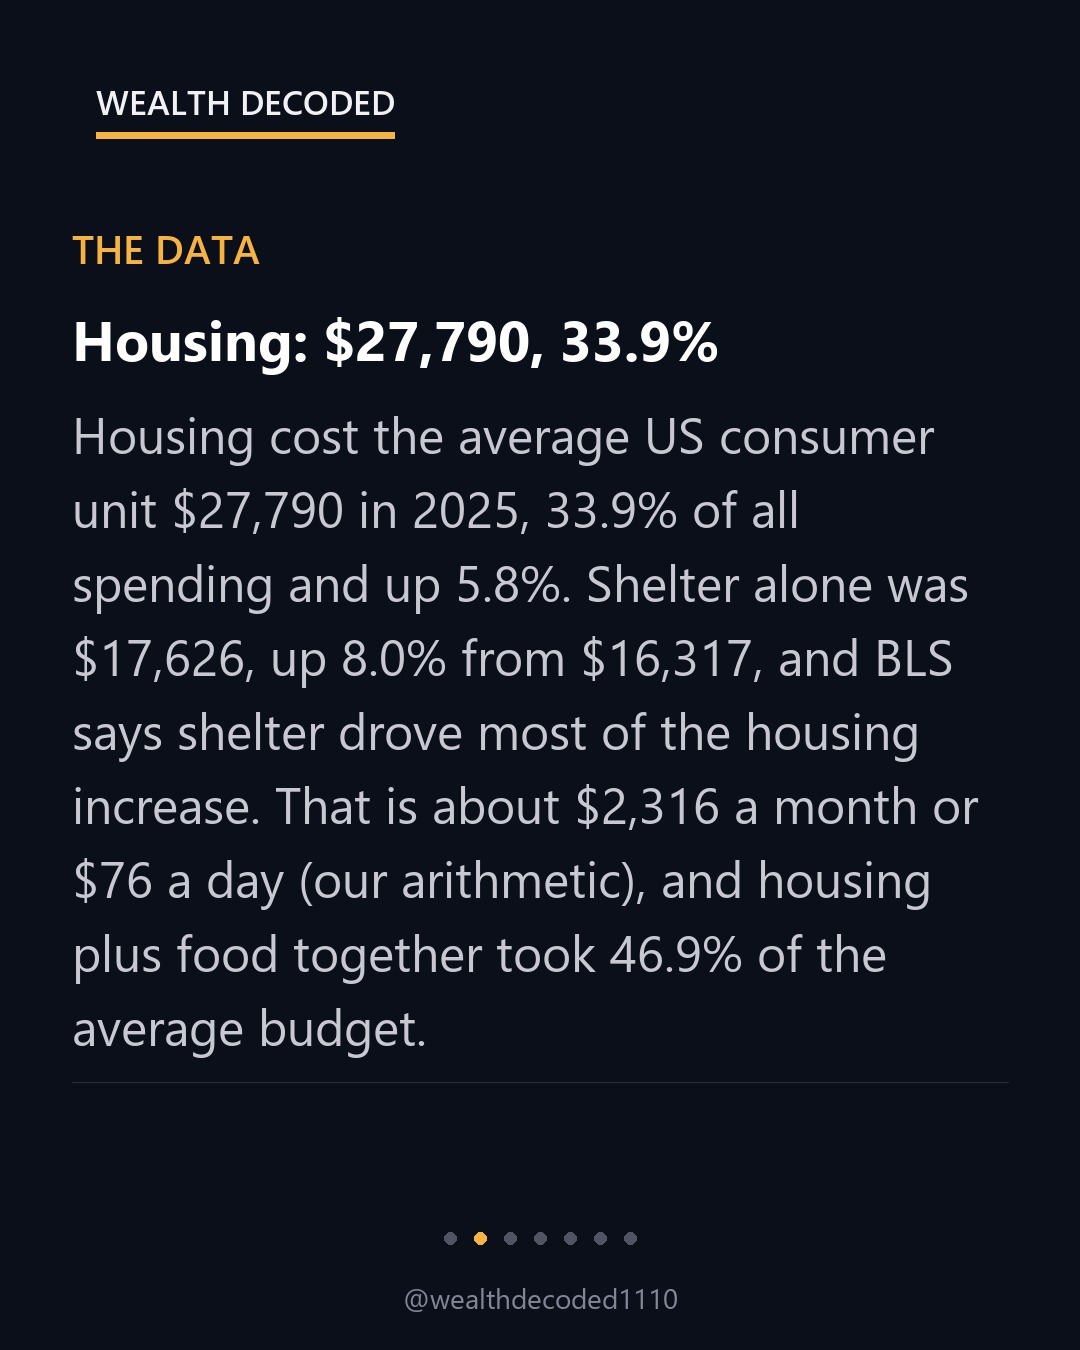 WEALTH DECODED
THE DATA
Housing: $27,790, 33.9%
Housing cost the average US consumer
unit $27,790 in 2025, 33.9% of all
spending and up 5.8%. Shelter alone was
$17,626, up 8.0% from $16,317, and BLS
says shelter drove most of the housing
increase. That is about $2,316 a month or
$76 a day (our arithmetic), and housing
plus food together took 46.9% of the
average budget.
@wealthdecoded1110